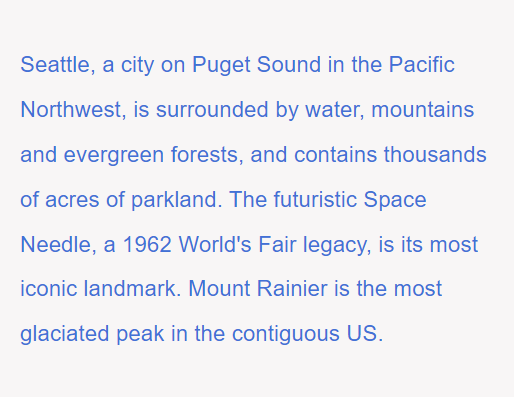 Seattle, a city on Puget Sound in the Pacific
Northwest, is surrounded by water, mountains
and evergreen forests, and contains thousands
of acres of parkland. The futuristic Space
Needle, a 1962 World's Fair legacy, is its most
iconic landmark. Mount Rainier is the most
glaciated peak in the contiguous US.